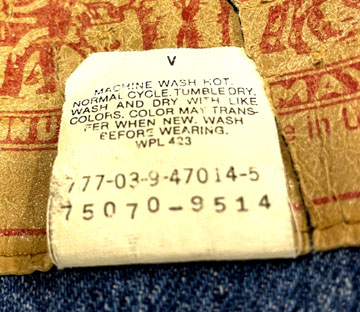 V
MACHINE WASH HOT.
NORMAL CYCLE. TUMBLE DRY.
WASH AND DRY WITH LIKE
COLORS. COLOR MAY TRANS-
FER WHEN NEW. WASH
BEFORE WEARING.
WPL 423
777-03-9-47014-5
75070-9514
in U